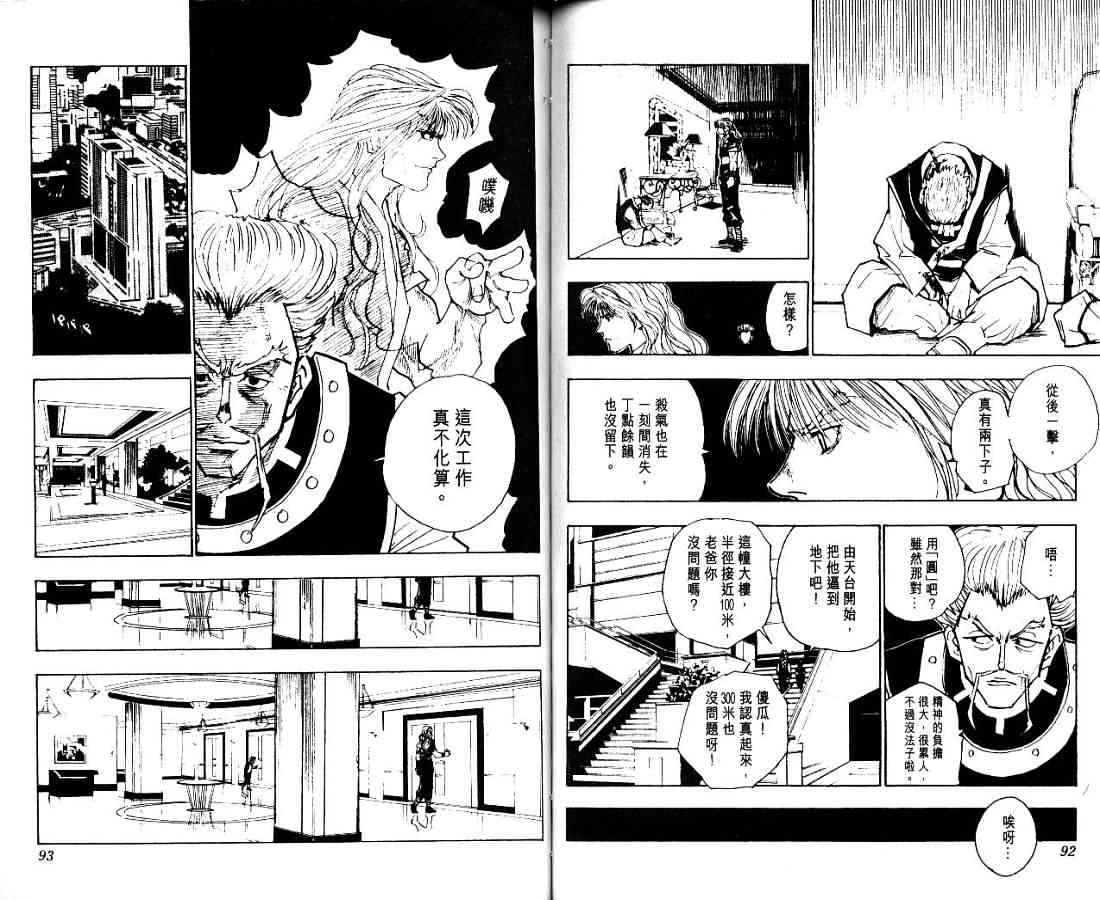 怎樣？
從後一擊，
真有兩下子。
殺氣也在
一刻間消失，
丁點餘韻
也沒留下。
唔…
用「圓」吧？
雖然那對…
精神的負擔
很大，很累人，
不過沒法子啦。
由天台開始，
把他逼到
地下吧！
這幢大樓，
半徑接近100米，
老爸你
沒問題嗎？
傻瓜！
我認真起來，
300米也
沒問題呀！
唉呀…
92
噗嘰
這次工作
真不化算。
93